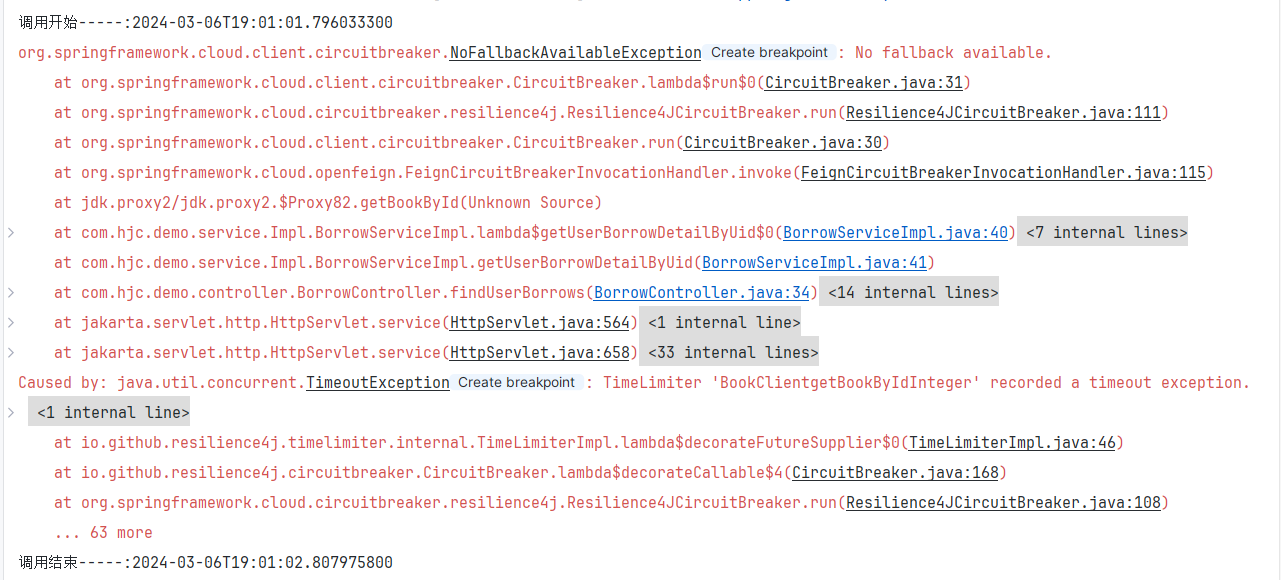 调用开始-----:2024-03-06T19:01:01.796033300
org.springframework.cloud.client.circuitbreaker.NoFallbackAvailableException Create breakpoint : No fallback available.
at org.springframework.cloud.client.circuitbreaker.CircuitBreaker.lambda$run$0(CircuitBreaker.java:31)
at org.springframework.cloud.circuitbreaker.resilience4j.Resilience4JCircuitBreaker.run(Resilience4JCircuitBreaker.java:111)
at org.springframework.cloud.client.circuitbreaker.CircuitBreaker.run(CircuitBreaker.java:30)
at org.springframework.cloud.openfeign.FeignCircuitBreakerInvocationHandler.invoke(FeignCircuitBreakerInvocationHandler.java:115)
at jdk.proxy2/jdk.proxy2.$Proxy82.getBookById(Unknown Source)
at com.hjc.demo.service.Impl.BorrowServiceImpl.lambda$getUserBorrowDetailByUid$0(BorrowServiceImpl.java:40) <7 internal lines>
at com.hjc.demo.service.Impl.BorrowServiceImpl.getUserBorrowDetailByUid(BorrowServiceImpl.java:41)
at com.hjc.demo.controller.BorrowController.findUserBorrows(BorrowController.java:34) <14 internal lines>
at jakarta.servlet.http.HttpServlet.service(HttpServlet.java:564) <1 internal line>
at jakarta.servlet.http.HttpServlet.service(HttpServlet.java:658) <33 internal lines>
Caused by: java.util.concurrent.TimeoutException Create breakpoint : TimeLimiter 'BookClientgetBookByIdInteger' recorded a timeout exception.
<1 internal line>
at io.github.resilience4j.timelimiter.internal.TimeLimiterImpl.lambda$decorateFutureSupplier$0(TimeLimiterImpl.java:46)
at io.github.resilience4j.circuitbreaker.CircuitBreaker.lambda$decorateCallable$4(CircuitBreaker.java:168)
at org.springframework.cloud.circuitbreaker.resilience4j.Resilience4JCircuitBreaker.run(Resilience4JCircuitBreaker.java:108)
... 63 more
调用结束-----:2024-03-06T19:01:02.807975800